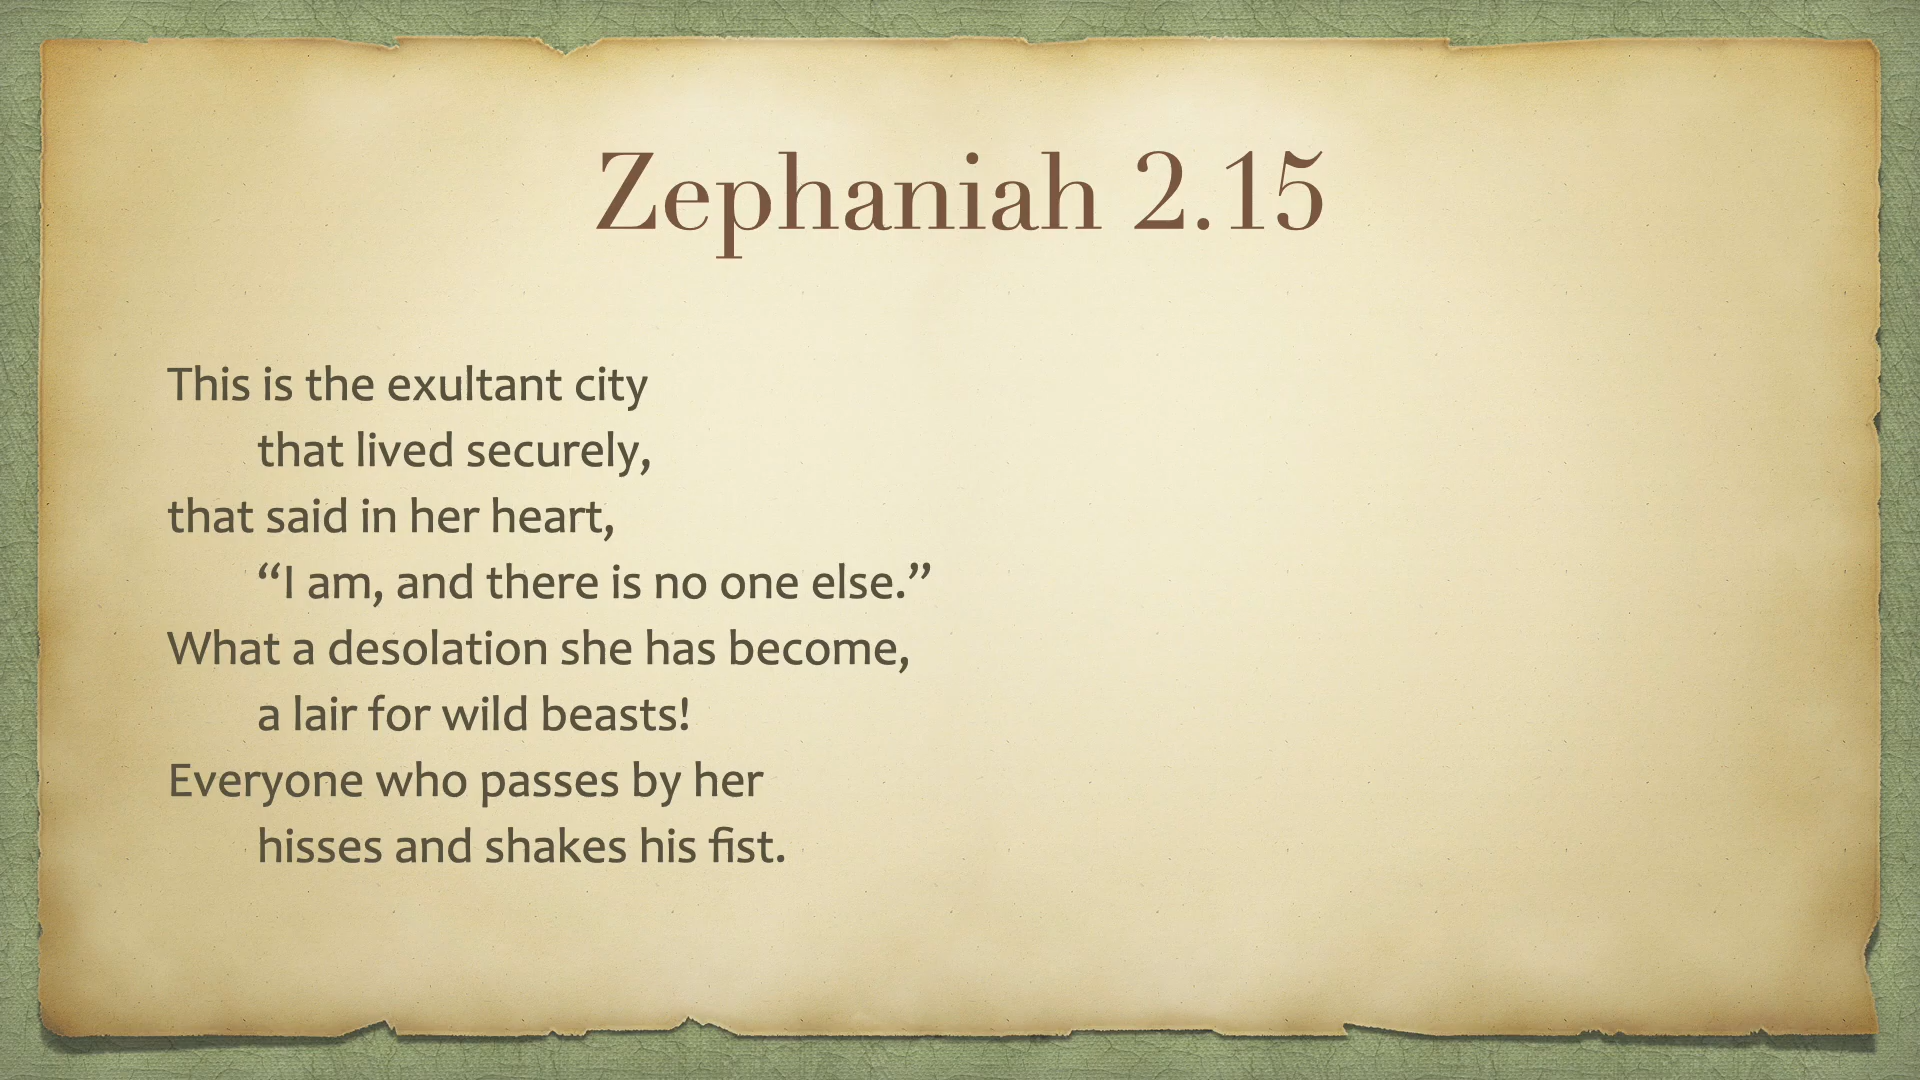 Zephaniah 2.15
This is the exultant city
that lived securely,
that said in her heart,
“I am, and there is no one else.”
What a desolation she has become,
a lair for wild beasts!
Everyone who passes by her
hisses and shakes his fist.